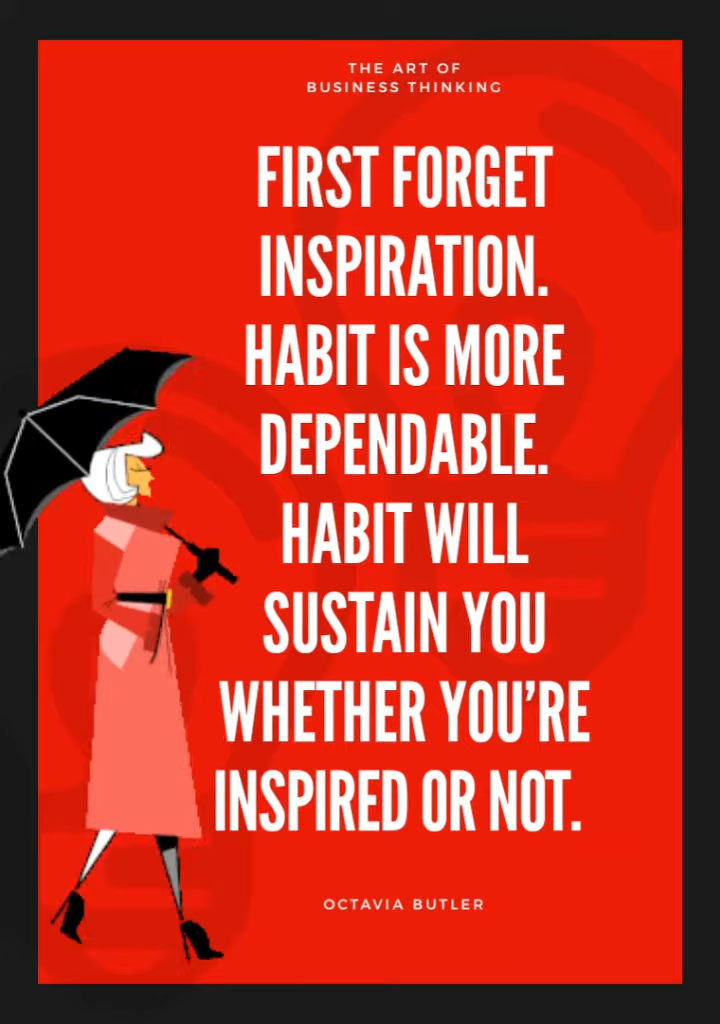 THE ART OF
BUSINESS THINKING
FIRST FORGET
INSPIRATION.
HABIT IS MORE
DEPENDABLE.
HABIT WILL
SUSTAIN YOU
WHETHER YOU’RE
INSPIRED OR NOT.
OCTAVIA BUTLER